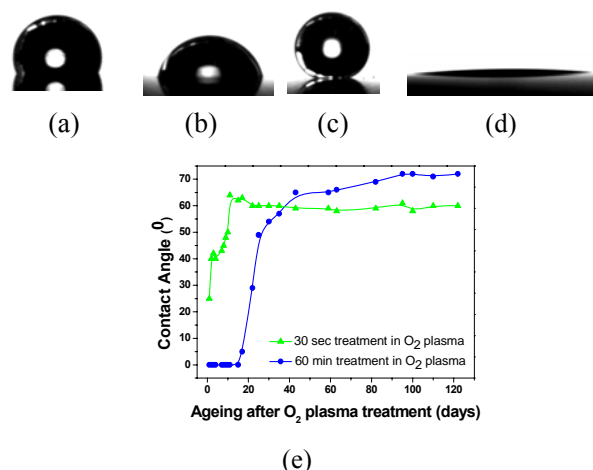 (a) (b) (c) (d)
70
60
50
40
30
20
10
0
Contact Angle (⁰)
30 sec treatment in O₂ plasma
60 min treatment in O₂ plasma
0 20 40 60 80 100 120
Ageing after O₂ plasma treatment (days)
(e)